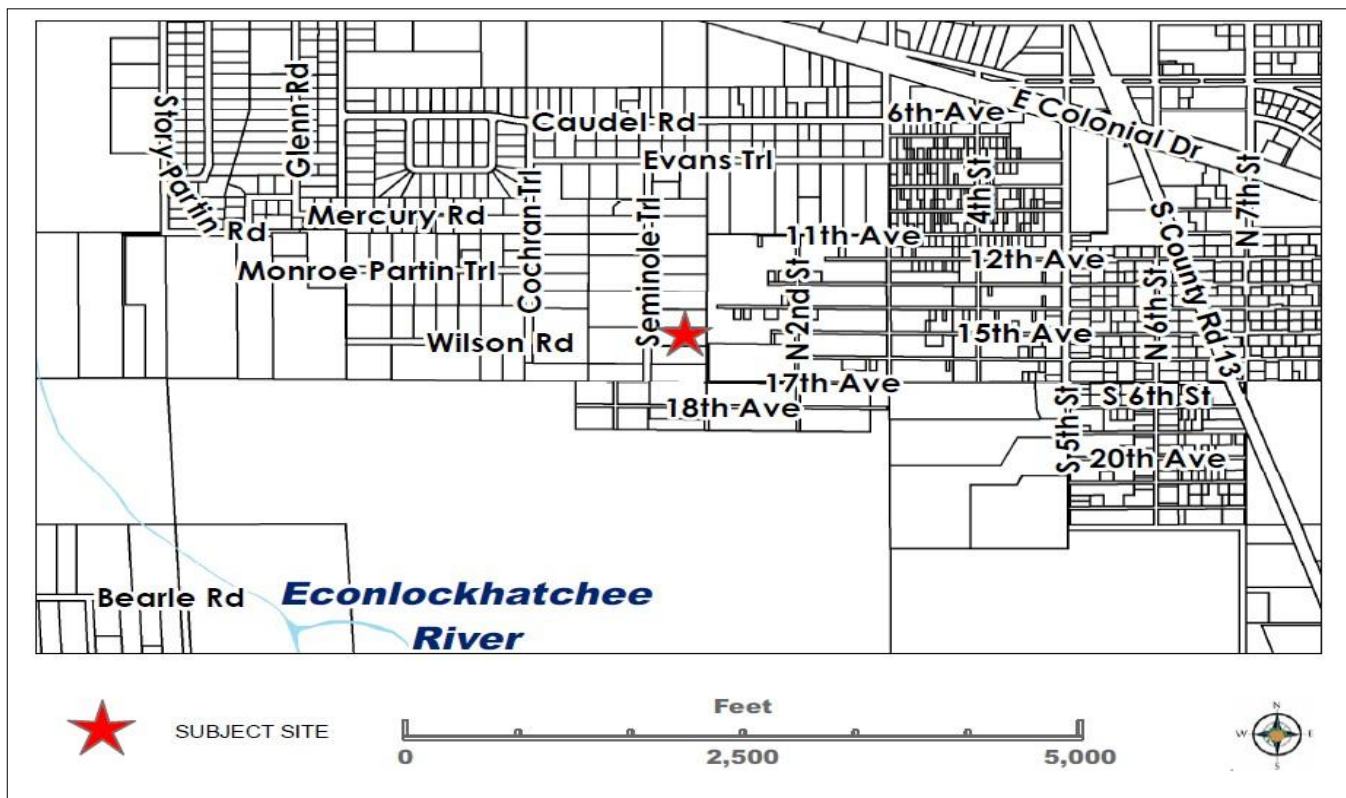 Story-Partin
Rd
Glenn Rd
Caudel Rd
6th Ave
E Colonial Dr
Evans Trl
Mercury Rd
Cochran Trl
Seminole Trl
4th St
N 7th St
11th Ave
12th Ave
Monroe Partin Trl
N 2nd St
N 6th St
S County Rd 13
Wilson Rd
15th Ave
17th Ave
18th Ave
S 6th St
S 5th St
20th Ave
Bearle Rd
Econlockhatchee
River
SUBJECT SITE
Feet
0 2,500 5,000
N
W E
S